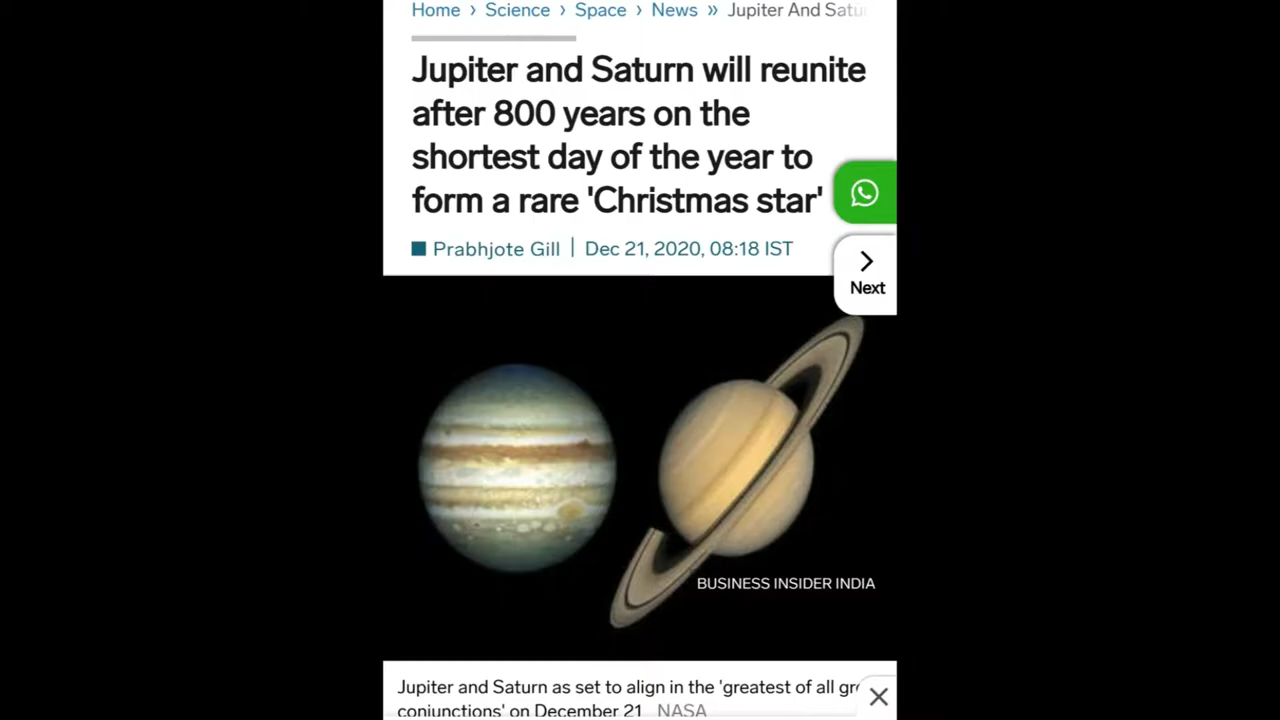 Home › Science › Space › News » Jupiter And
Jupiter and Saturn will reunite
after 800 years on the
shortest day of the year to
form a rare 'Christmas star'
Prabhjote Gill | Dec 21, 2020, 08:18 IST
Next
BUSINESS INSIDER INDIA
Jupiter and Saturn as set to align in the 'greatest of all
conjunctions' on December 21 NASA